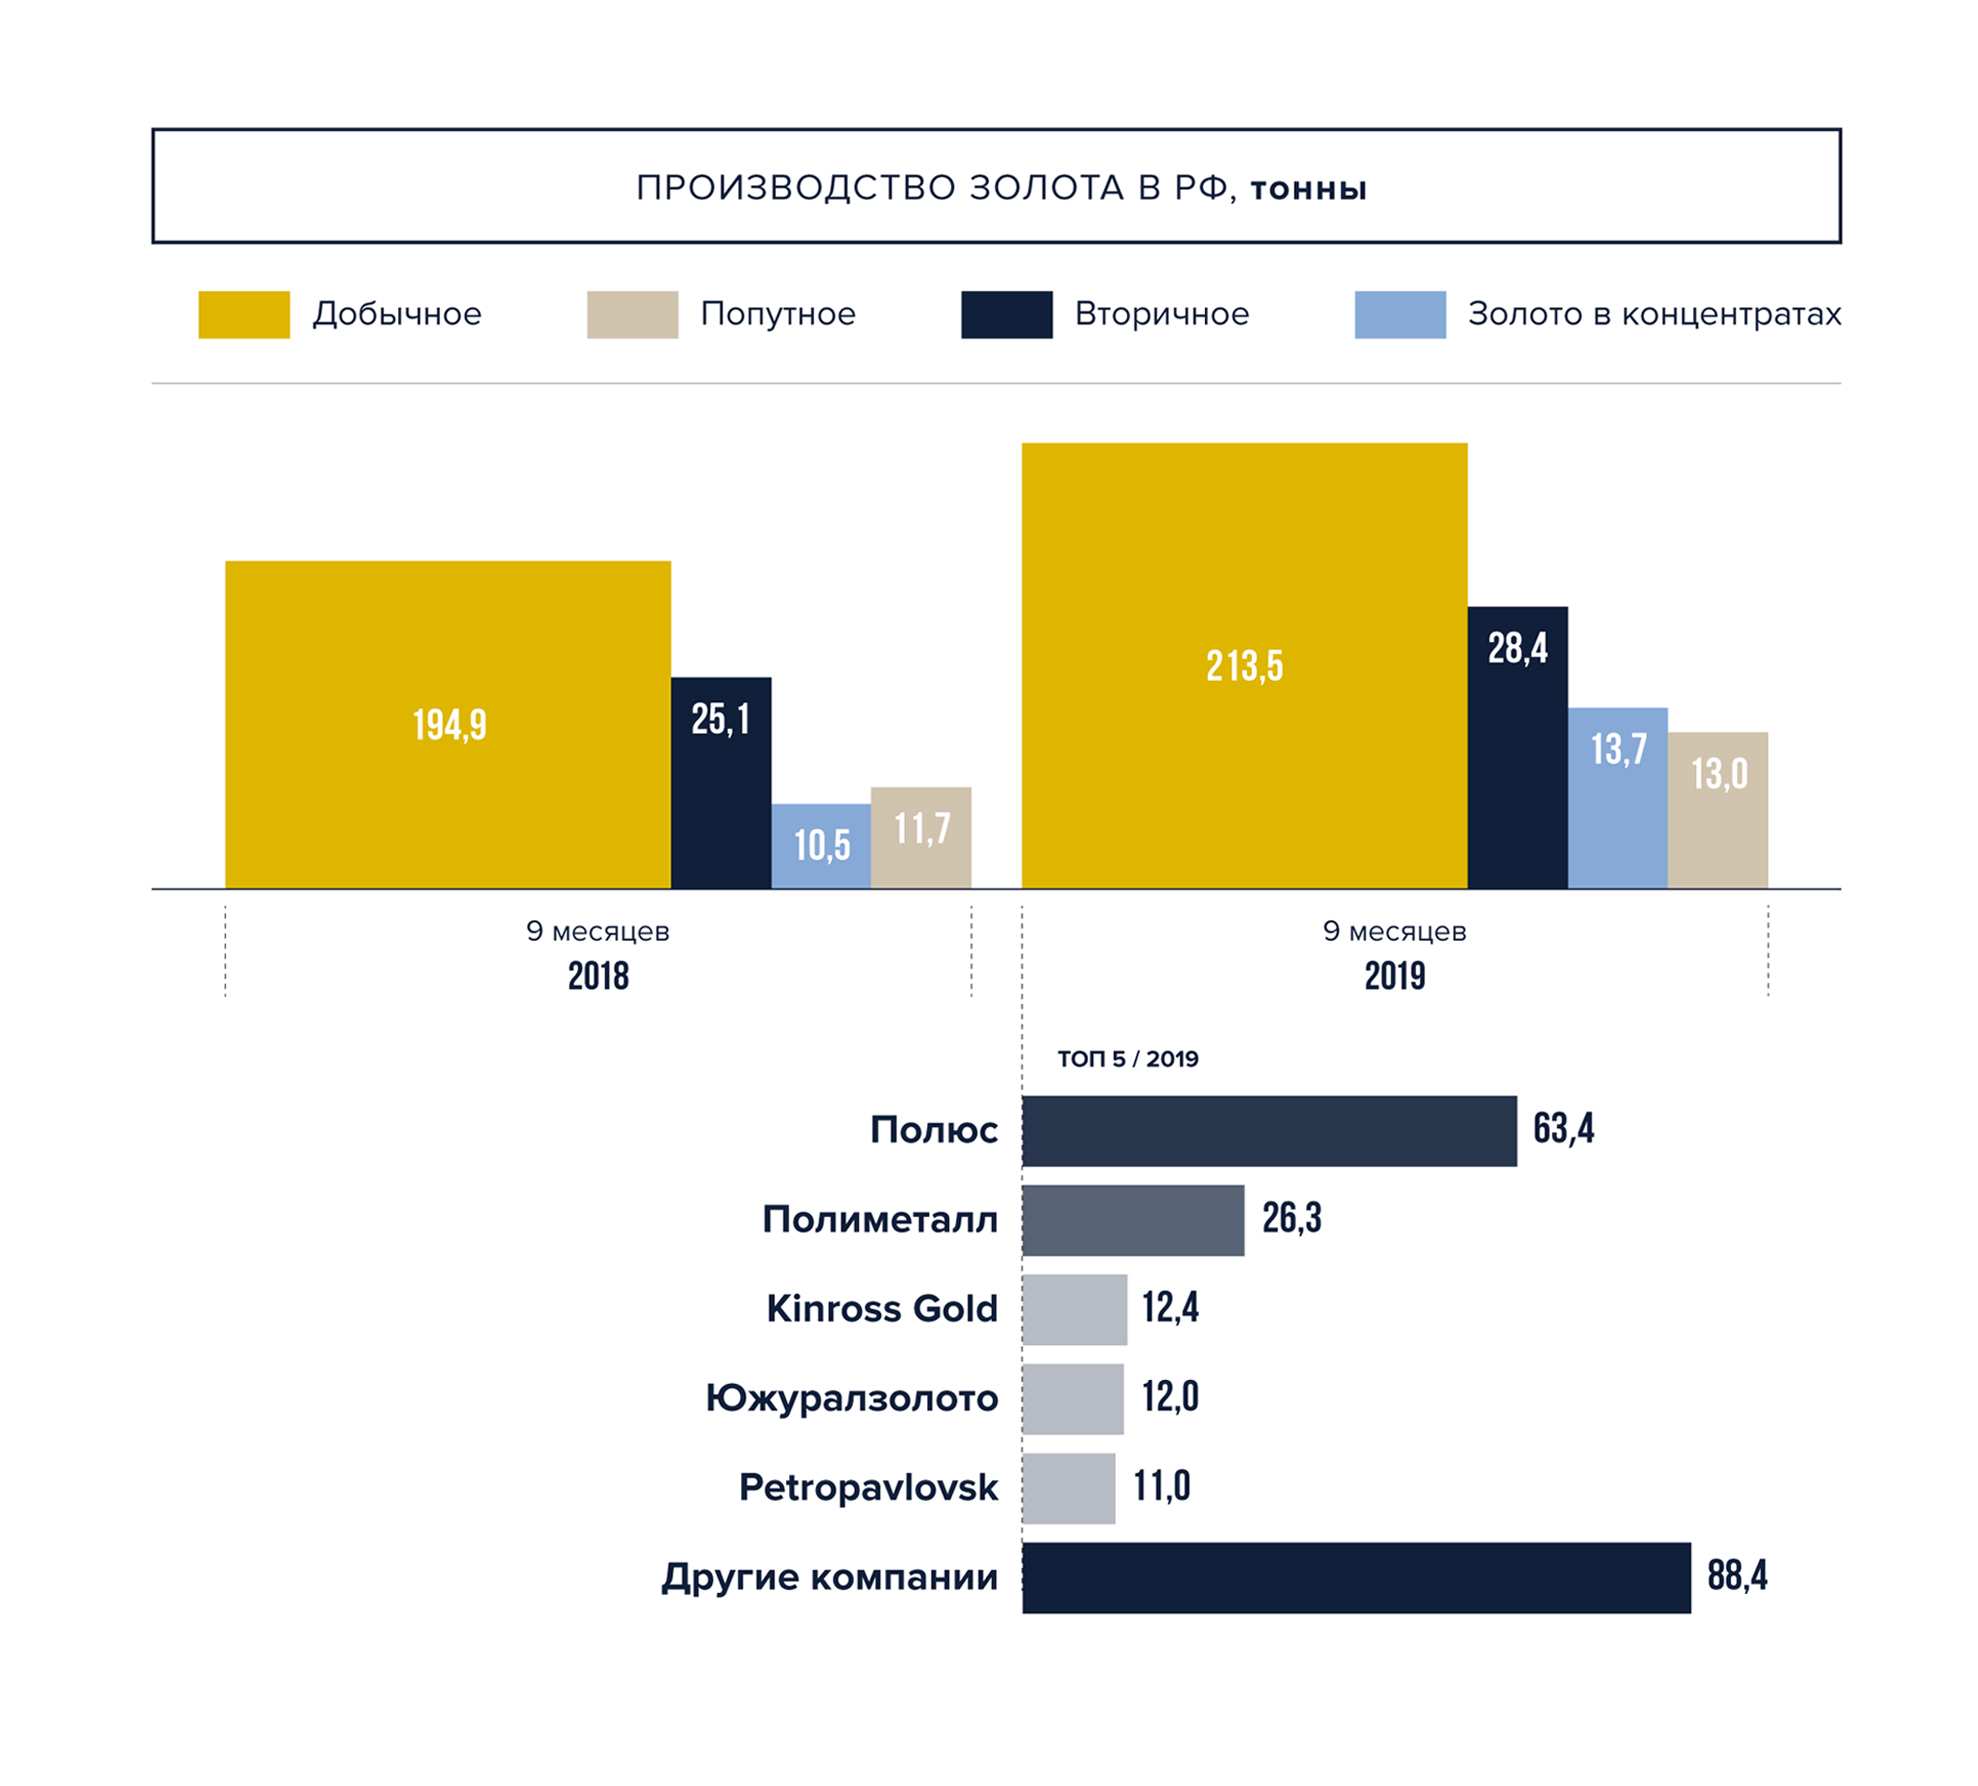 ПРОИЗВОДСТВО ЗОЛОТА В РФ, тонны
Добычное
Попутное
Вторичное
Золото в концентратах
194,9
25,1
10,5
11,7
213,5
28,4
13,7
13,0
9 месяцев
2018
9 месяцев
2019
ТОП 5 / 2019
Полюс 63,4
Полиметалл 26,3
Kinross Gold 12,4
Южуралзолото 12,0
Petropavlovsk 11,0
Другие компании 88,4